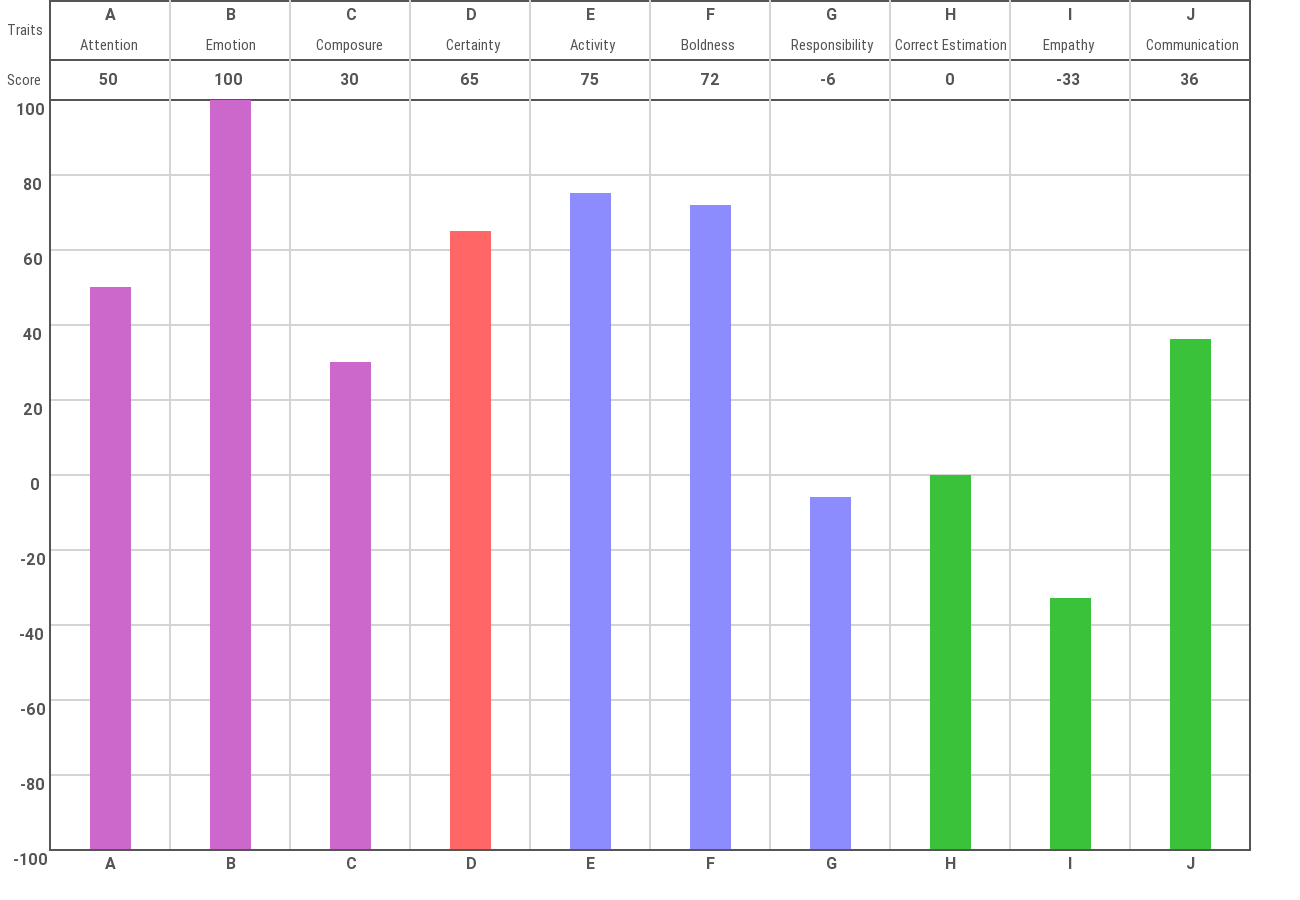 Traits A B C D E F G H I J
Attention Emotion Composure Certainty Activity Boldness Responsibility Correct Estimation Empathy Communication
Score 50 100 30 65 75 72 -6 0 -33 36
100
80
60
40
20
0
-20
-40
-60
-80
-100
A B C D E F G H I J